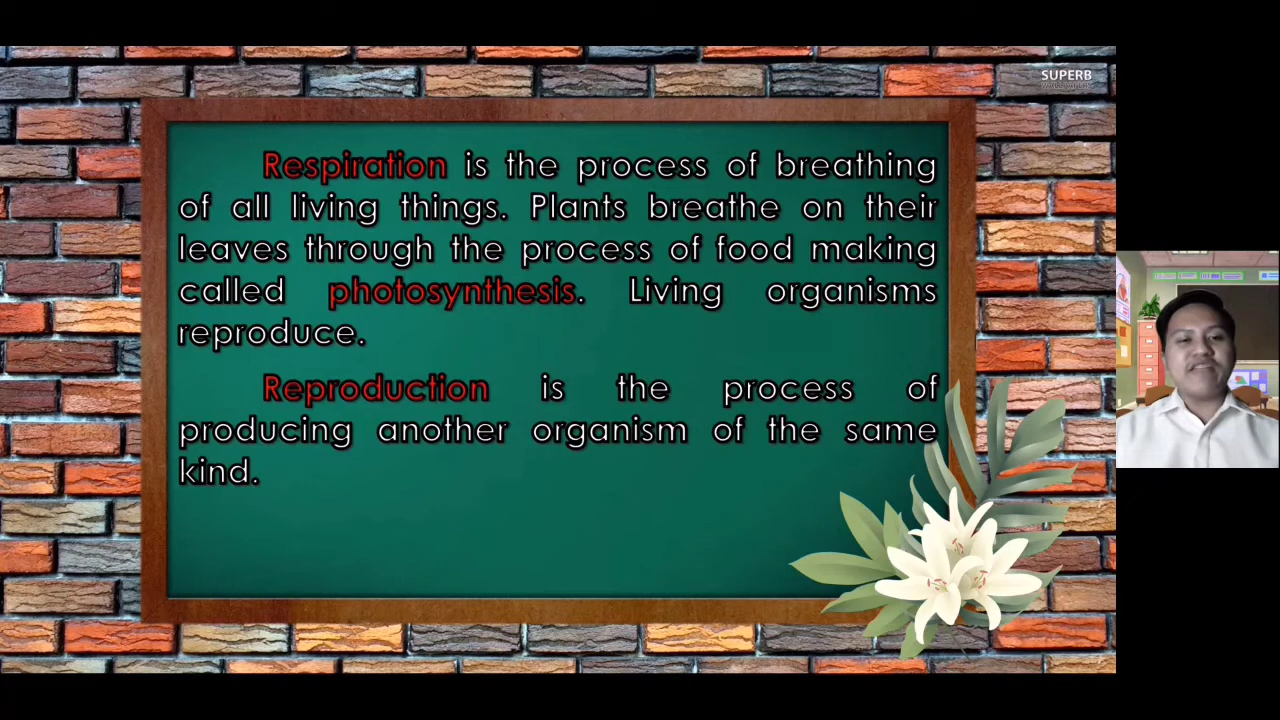 SUPERB
Respiration is the process of breathing
of all living things. Plants breathe on their
leaves through the process of food making
called photosynthesis. Living organisms
reproduce.
Reproduction is the process of
producing another organism of the same
kind.